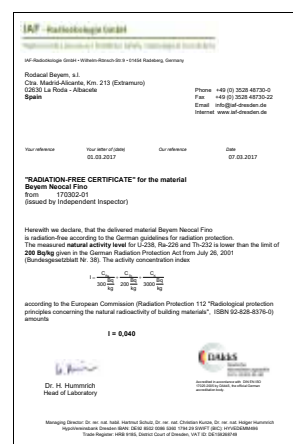 IAF - Radioökologie GmbH
IAF-Radioökologie GmbH • Wilhelm-Rönsch-Str.9 • 01454 Radeberg, Germany
Rodacal Beyem, s.l.
Ctra. Madrid-Alicante, Km. 213 (Extramuro)
02630 La Roda - Albacete
Spain
Phone +49 (0) 3528 48730-0
Fax +49 (0) 3528 48730-22
Email info@iaf-dresden.de
Internet www.iaf-dresden.de
Your reference Your letter of (date) Our reference Date
01.03.2017 07.03.2017
"RADIATION-FREE CERTIFICATE" for the material
Beyem Neocal Fino
from 170302-01
(issued by Independent Inspector)
Herewith we declare, that the delivered material Beyem Neocal Fino
is radiation-free according to the German guidelines for radiation protection.
The measured natural activity level for U-238, Ra-226 and Th-232 is lower than the limit of
200 Bq/kg given in the German Radiation Protection Act from July 26, 2001
(Bundesgesetzblatt Nr. 38). The activity concentration index
according to the European Commission (Radiation Protection 112 "Radiological protection
principles concerning the natural radioactivity of building materials", ISBN 92-828-8376-0)
amounts
I = 0,040
DAkkS
Dr. H. Hummrich
Head of Laboratory